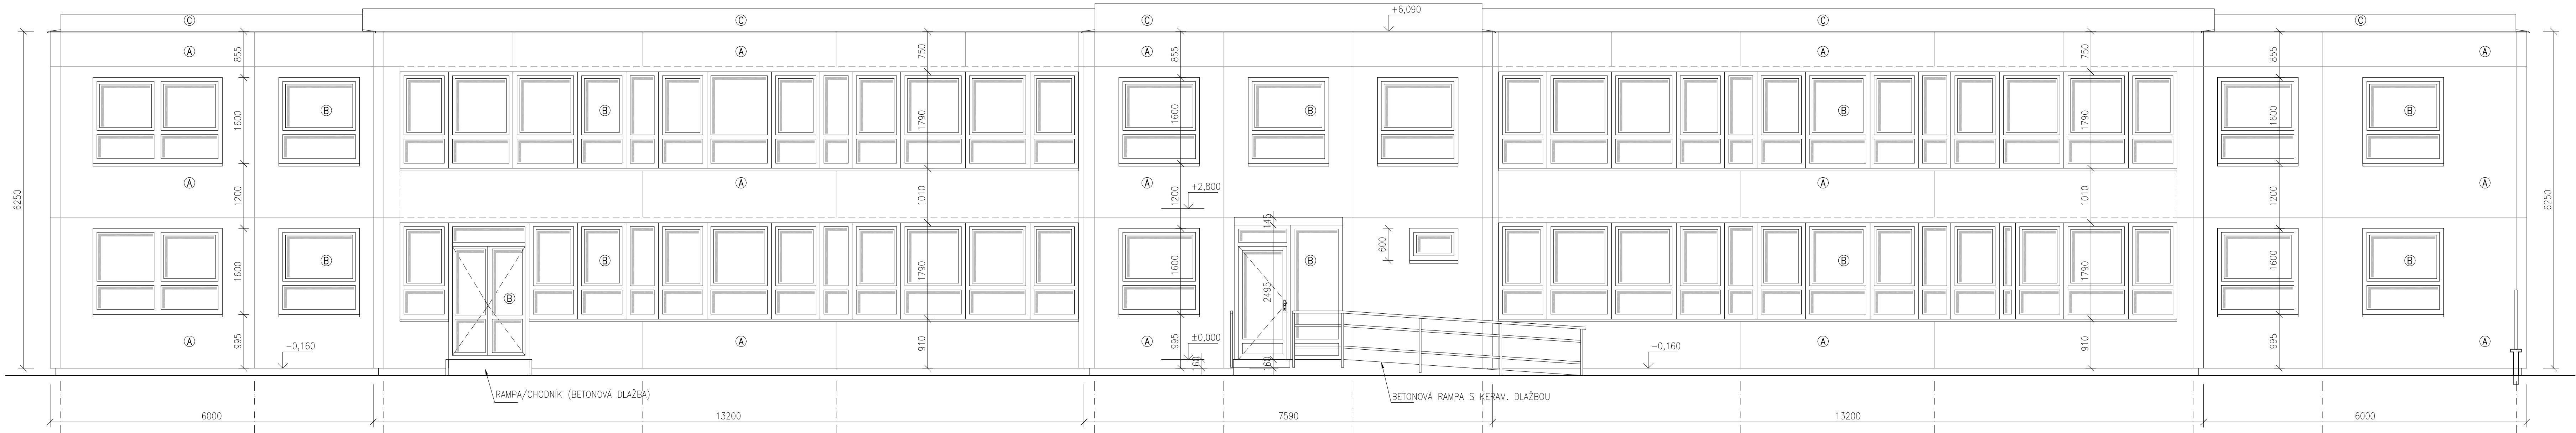 C C C C C
+6,090
A A A A A
855 750 855 750 855
6250 6250
B B B B B
1600 1790 1600 1790 1600
A A A A A
+2,800
1200 1010 1200 1010 1200
145
600
B B B B B
1600 1790 1600 2495 1790 1600
B
A A A A A
-0,160 ±0,000 -0,160
995 910 995 910 995
160 160
RAMPA/CHODNÍK (BETONOVÁ DLAŽBA)
BETONOVÁ RAMPA S KERAM. DLAŽBOU
6000 13200 7590 13200 6000